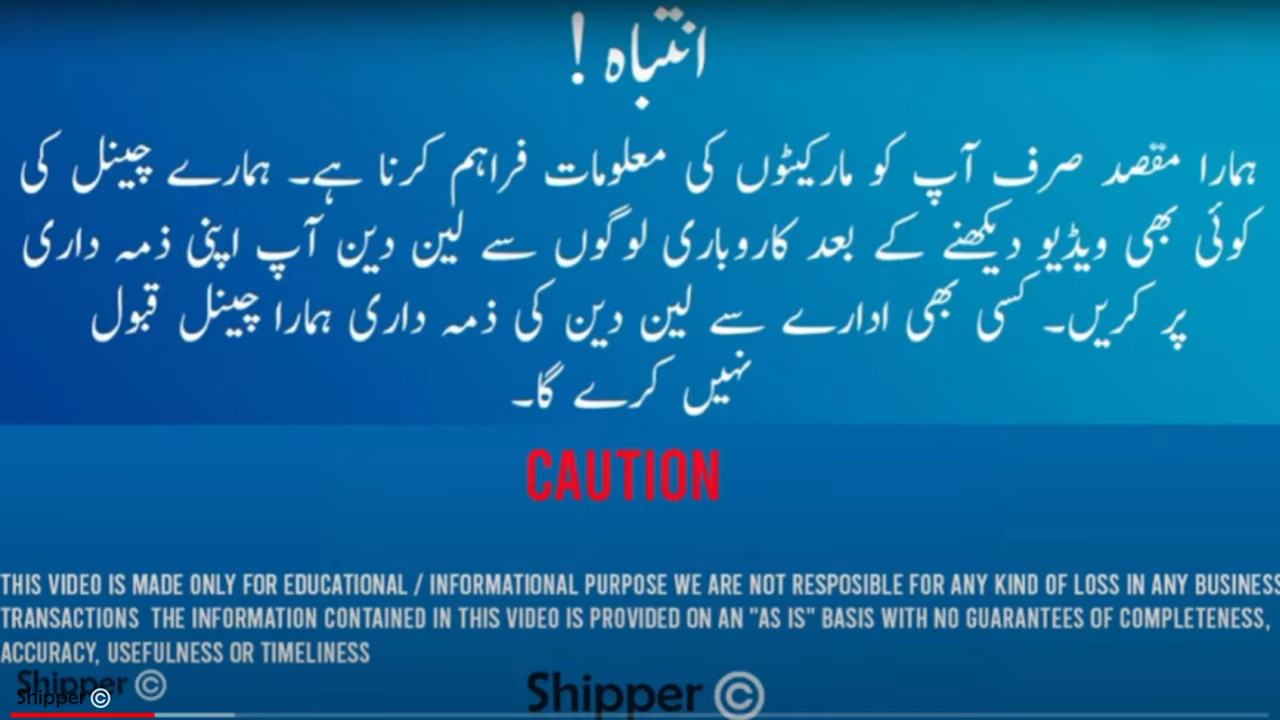 انتباہ !
ہمارا مقصد صرف آپ کو مارکیٹوں کی معلومات فراہم کرنا ہے۔ ہمارے چینل کی
کوئی بھی ویڈیو دیکھنے کے بعد کاروباری لوگوں سے لین دین آپ اپنی ذمہ داری
پر کریں۔ کسی بھی ادارے سے لین دین کی ذمہ داری ہمارا چینل قبول
نہیں کرے گا۔
CAUTION
THIS VIDEO IS MADE ONLY FOR EDUCATIONAL / INFORMATIONAL PURPOSE WE ARE NOT RESPOSIBLE FOR ANY KIND OF LOSS IN ANY BUSINESS
TRANSACTIONS THE INFORMATION CONTAINED IN THIS VIDEO IS PROVIDED ON AN "AS IS" BASIS WITH NO GUARANTEES OF COMPLETENESS,
ACCURACY, USEFULNESS OR TIMELINESS
Shipper ©
Shipper ©
Shipper ©